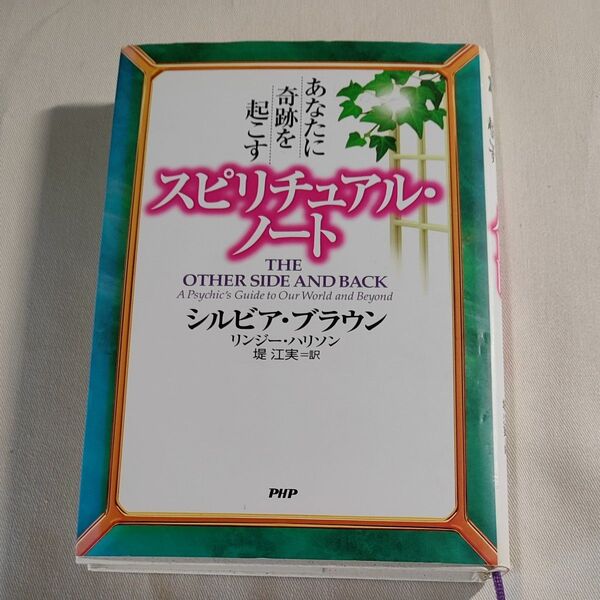 あなたに
奇跡を
起こす
スピリチュアル・
ノート
THE
OTHER SIDE AND BACK
A Psychic's Guide to Our World and Beyond
シルビア・ブラウン
リンジー・ハリソン
堤 江実=訳
PHP